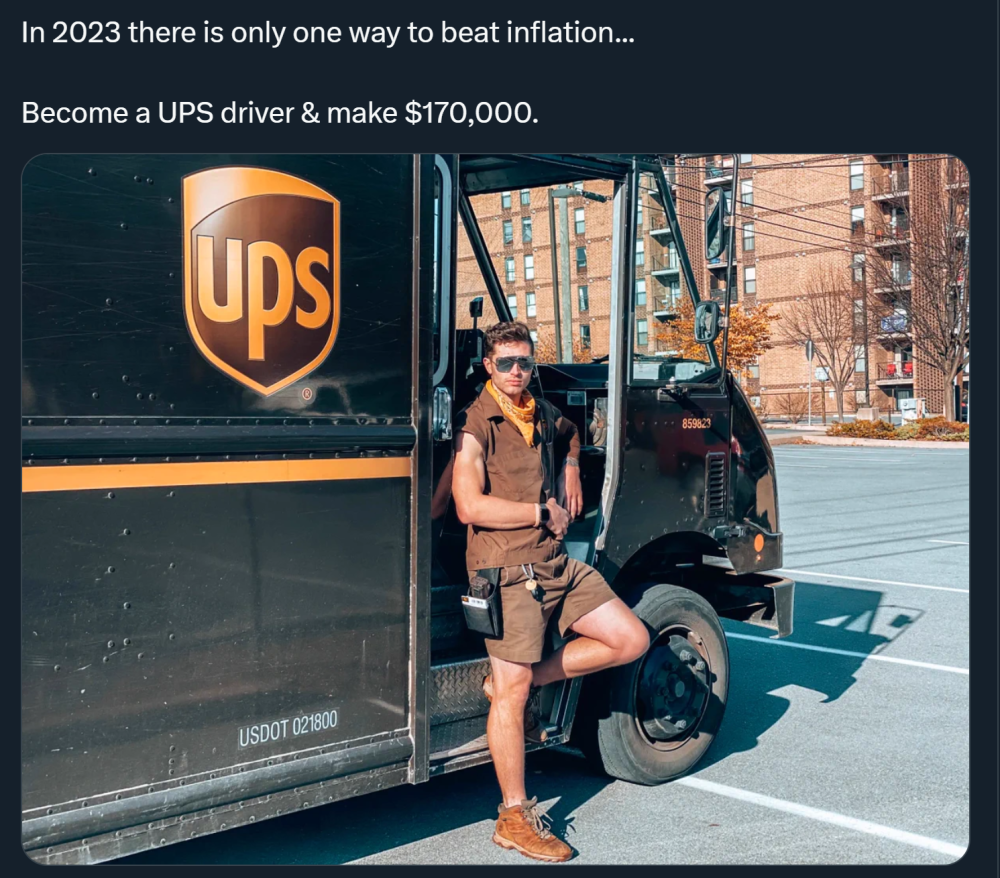 In 2023 there is only one way to beat inflation...
Become a UPS driver & make $170,000.
ups
®
859823
USDOT 021800